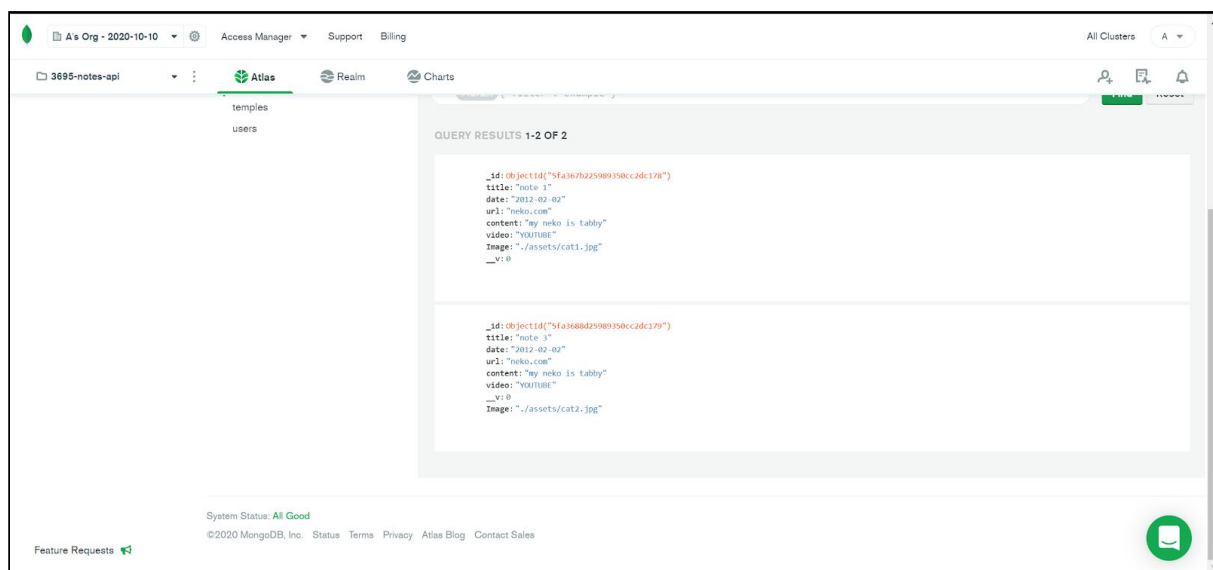 A's Org - 2020-10-10 Access Manager Support Billing All Clusters A
3695-notes-api Atlas Realm Charts
temples
users
QUERY RESULTS 1-2 OF 2
_id: ObjectId("5fa367b225989350cc2dc178")
title: "note 1"
date: "2012-02-02"
url: "neko.com"
content: "my neko is tabby"
video: "YOUTUBE"
Image: "./assets/cat1.jpg"
__v: 0
_id: ObjectId("5fa3688d25989350cc2dc179")
title: "note 3"
date: "2012-02-02"
url: "neko.com"
content: "my neko is tabby"
video: "YOUTUBE"
__v: 0
Image: "./assets/cat2.jpg"
System Status: All Good
©2020 MongoDB, Inc. Status Terms Privacy Atlas Blog Contact Sales
Feature Requests